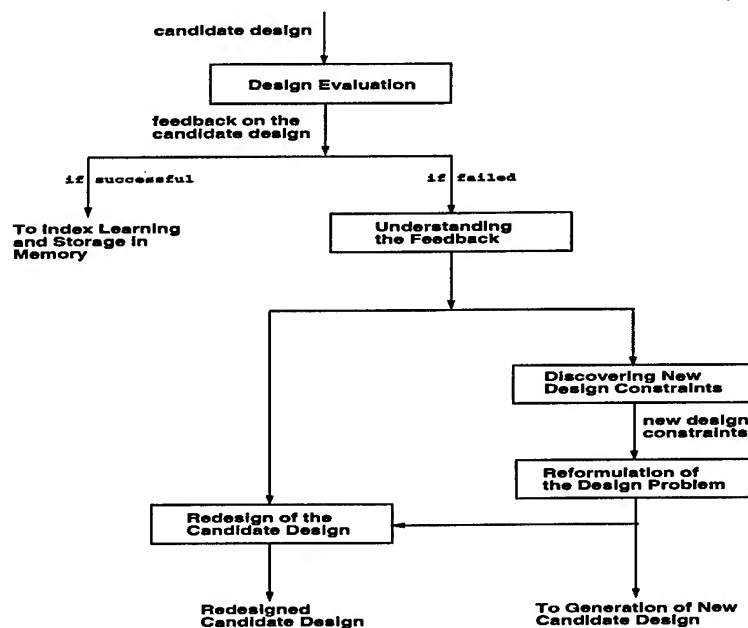 candidate design
Design Evaluation
feedback on the
candidate design
if successful
if failed
To Index Learning
and Storage in
Memory
Understanding
the Feedback
Discovering New
Design Constraints
new design
constraints
Reformulation of
the Design Problem
Redesign of the
Candidate Design
Redesigned
Candidate Design
To Generation of New
Candidate Design